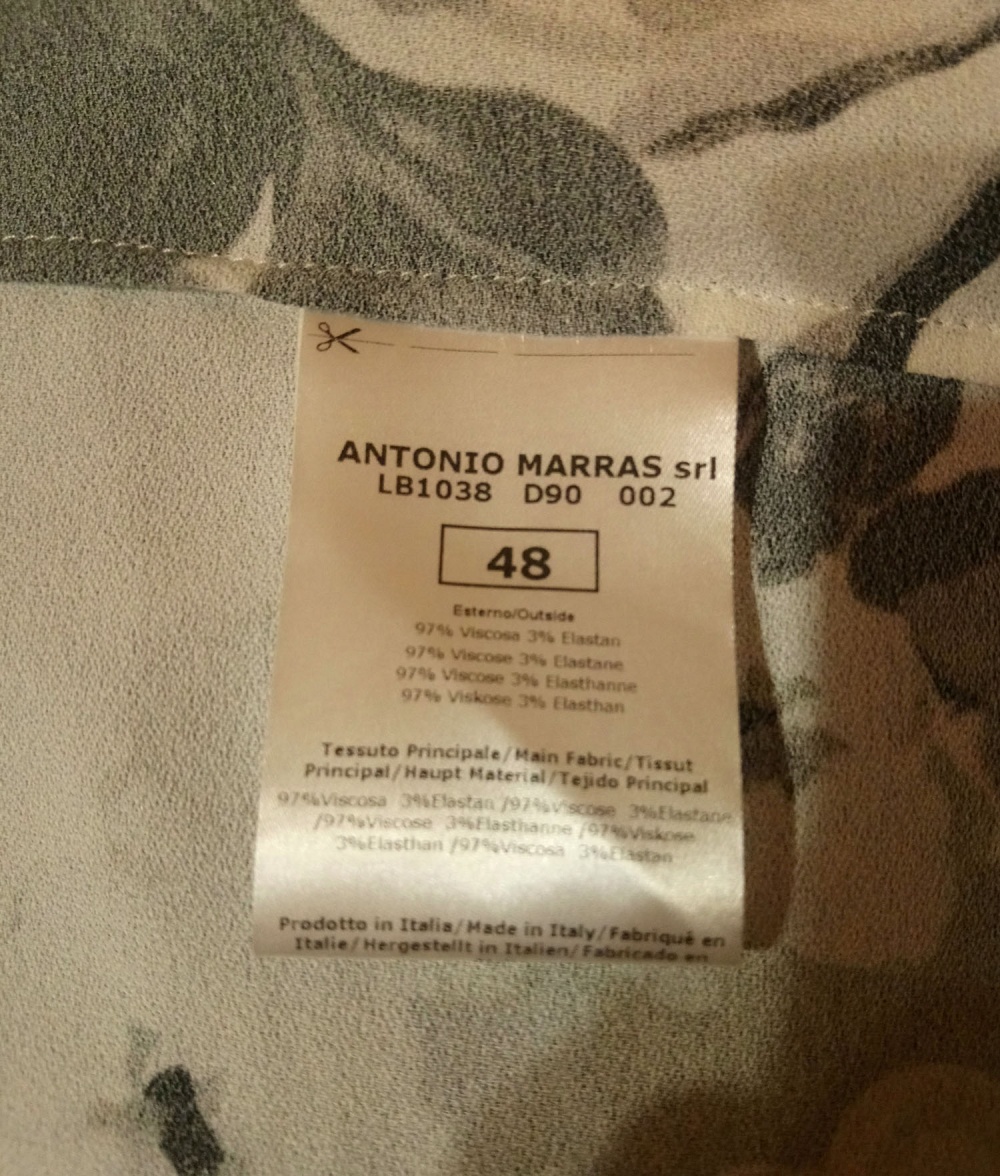 ANTONIO MARRAS srl
LB1038 D90 002
48
Esterno/Outside
97% Viscosa 3% Elastan
97% Viscose 3% Elastane
97% Viscose 3% Elasthanne
97% Viskose 3% Elasthan
Tessuto Principale/Main Fabric/Tissut
Principal/Haupt Material/Tejido Principal
97%Viscosa 3%Elastan /97%Viscose 3%Elastane
/97%Viscose 3%Elasthanne /97%Viskose
3%Elasthan /97%Viscosa 3%Elastan
Prodotto in Italia/Made in Italy/Fabriqué en
Italie/Hergestellt in Italien/Fabricado en